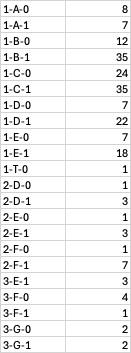 1-A-0 8
1-A-1 7
1-B-0 12
1-B-1 35
1-C-0 24
1-C-1 35
1-D-0 7
1-D-1 22
1-E-0 7
1-E-1 18
1-T-0 1
2-D-0 1
2-D-1 3
2-E-0 1
2-E-1 3
2-F-0 1
2-F-1 7
3-E-1 3
3-F-0 4
3-F-1 1
3-G-0 2
3-G-1 2